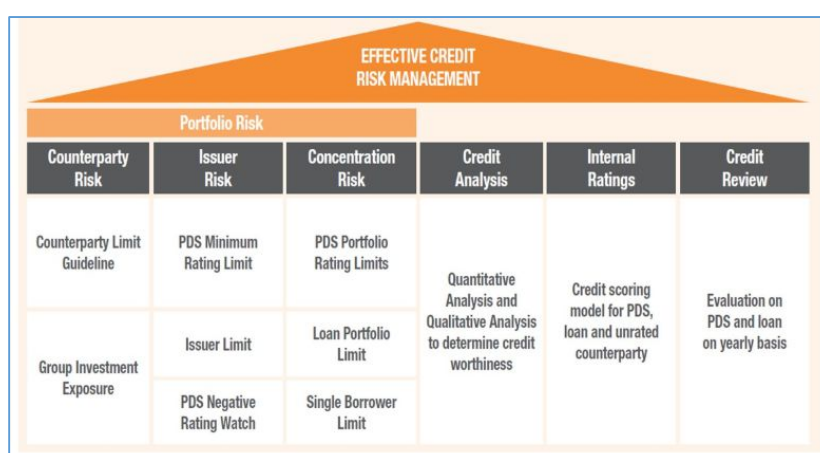 EFFECTIVE CREDIT
RISK MANAGEMENT
Portfolio Risk
Counterparty
Risk
Issuer
Risk
Concentration
Risk
Credit
Analysis
Internal
Ratings
Credit
Review
Counterparty Limit
Guideline
Group Investment
Exposure
PDS Minimum
Rating Limit
Issuer Limit
PDS Negative
Rating Watch
PDS Portfolio
Rating Limits
Loan Portfolio
Limit
Single Borrower
Limit
Quantitative
Analysis and
Qualitative Analysis
to determine credit
worthiness
Credit scoring
model for PDS,
loan and unrated
counterparty
Evaluation on
PDS and loan
on yearly basis